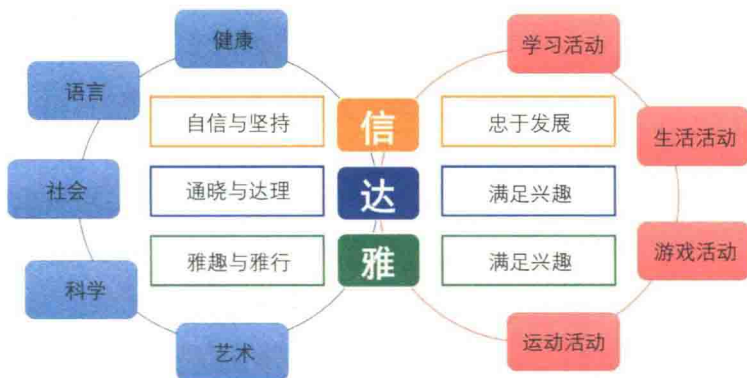 健康
学习活动
语言
自信与坚持
信
忠于发展
生活活动
社会
通晓与达理
达
满足兴趣
雅趣与雅行
雅
满足兴趣
游戏活动
科学
艺术
运动活动